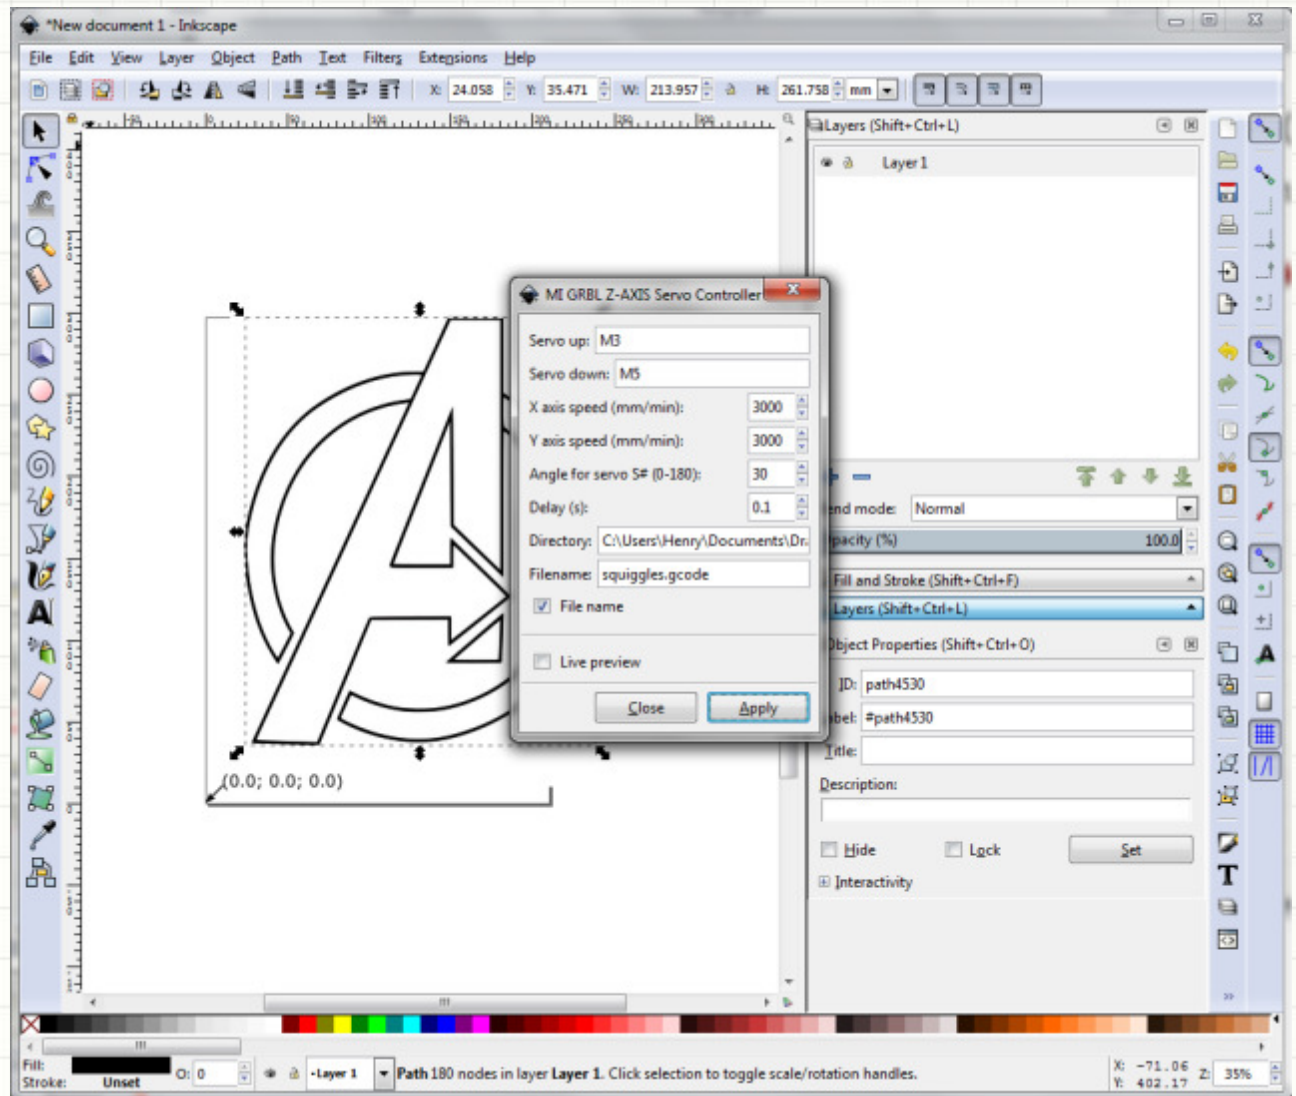 *New document 1 - Inkscape
File Edit View Layer Object Path Text Filters Extensions Help
X: 24.058 Y: 35.471 W: 213.957 H: 261.758 mm
Layers (Shift+Ctrl+L)
Layer 1
MI GRBL Z-AXIS Servo Controller
Servo up: M3
Servo down: M5
X axis speed (mm/min): 3000
Y axis speed (mm/min): 3000
Angle for servo S# (0-180): 30
Delay (s): 0.1
Directory: C:\Users\Henry\Documents\Dr
Filename: squiggles.gcode
File name
Live preview
Close Apply
end mode: Normal
pacity (%) 100.0
Fill and Stroke (Shift+Ctrl+F)
Layers (Shift+Ctrl+L)
bject Properties (Shift+Ctrl+O)
ID: path4530
abel: #path4530
Title:
Description:
Hide Lock Set
Interactivity
(0.0; 0.0; 0.0)
Fill:
Stroke: Unset
O: 0
Layer 1
Path 180 nodes in layer Layer 1. Click selection to toggle scale/rotation handles.
X: -71.06
Y: 402.17
Z: 35%